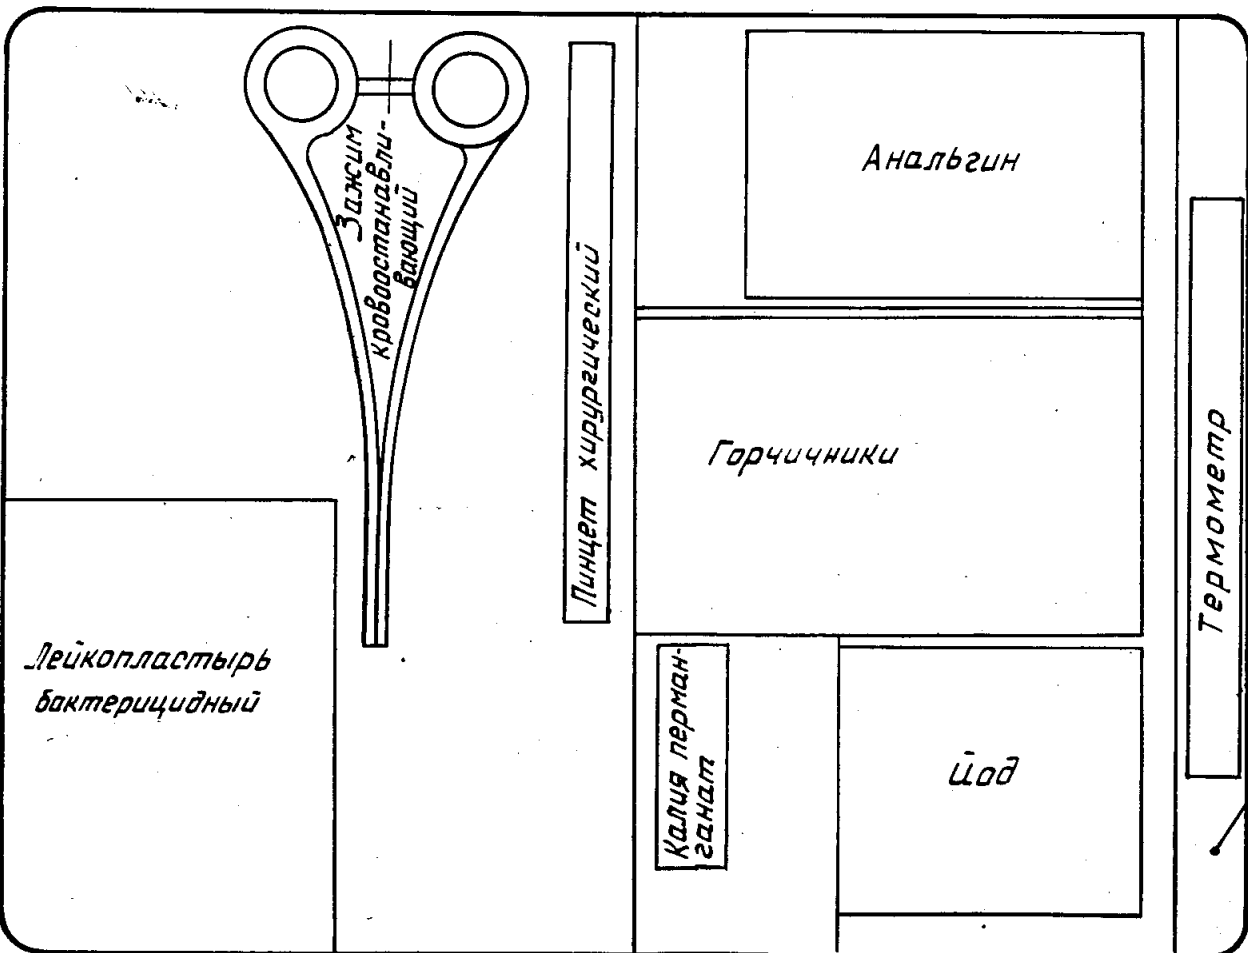 Зажим
кровоостанавли-
вающий
Пинцет хирургический
Анальгин
Горчичники
Термометр
Лейкопластырь
бактерицидный
Калия перман-
ганат
Йод